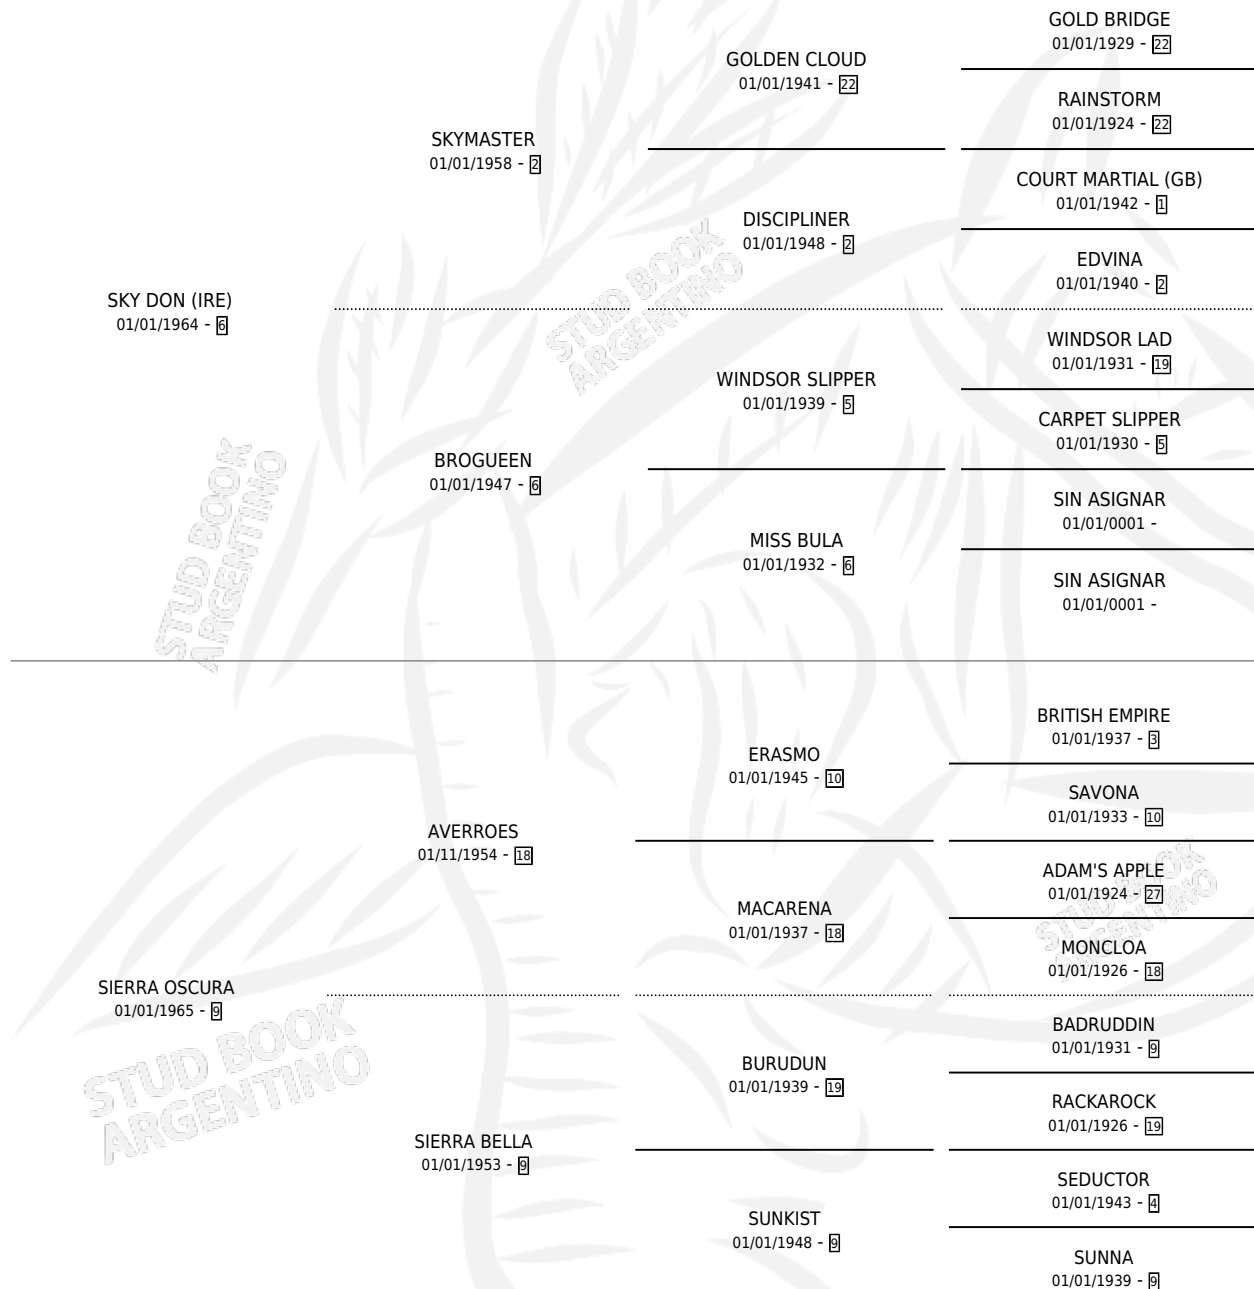 GOLD BRIDGE
01/01/1929 - 22
GOLDEN CLOUD
01/01/1941 - 22
RAINSTORM
01/01/1924 - 22
SKYMASTER
01/01/1958 - 2
COURT MARTIAL (GB)
01/01/1942 - 1
DISCIPLINER
01/01/1948 - 2
EDVINA
01/01/1940 - 2
SKY DON (IRE)
01/01/1964 - 6
STUD BOOK
ARGENTINO
WINDSOR LAD
01/01/1931 - 19
WINDSOR SLIPPER
01/01/1939 - 5
CARPET SLIPPER
01/01/1930 - 5
BROGUEEN
01/01/1947 - 6
SIN ASIGNAR
01/01/0001 -
MISS BULA
01/01/1932 - 6
SIN ASIGNAR
01/01/0001 -
STUD BOOK
ARGENTINO
BRITISH EMPIRE
01/01/1937 - 3
ERASMO
01/01/1945 - 10
SAVONA
01/01/1933 - 10
AVERROES
01/11/1954 - 18
ADAM'S APPLE
01/01/1924 - 27
STUD BOOK
ARGENTINO
MACARENA
01/01/1937 - 18
MONCLOA
01/01/1926 - 18
SIERRA OSCURA
01/01/1965 - 9
BADRUDDIN
01/01/1931 - 9
STUD BOOK
ARGENTINO
BURUDUN
01/01/1939 - 19
RACKAROCK
01/01/1926 - 19
SIERRA BELLA
01/01/1953 - 9
SEDUCTOR
01/01/1943 - 4
SUNKIST
01/01/1948 - 9
SUNNA
01/01/1939 - 9